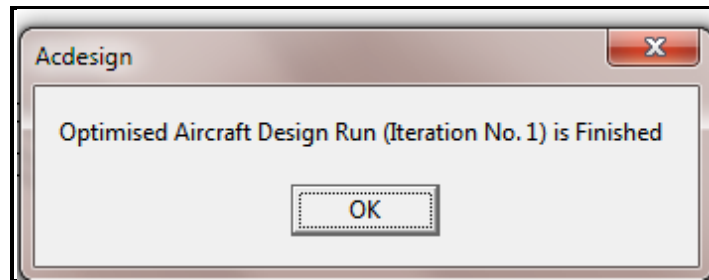 Acdesign
Optimised Aircraft Design Run (Iteration No. 1) is Finished
OK